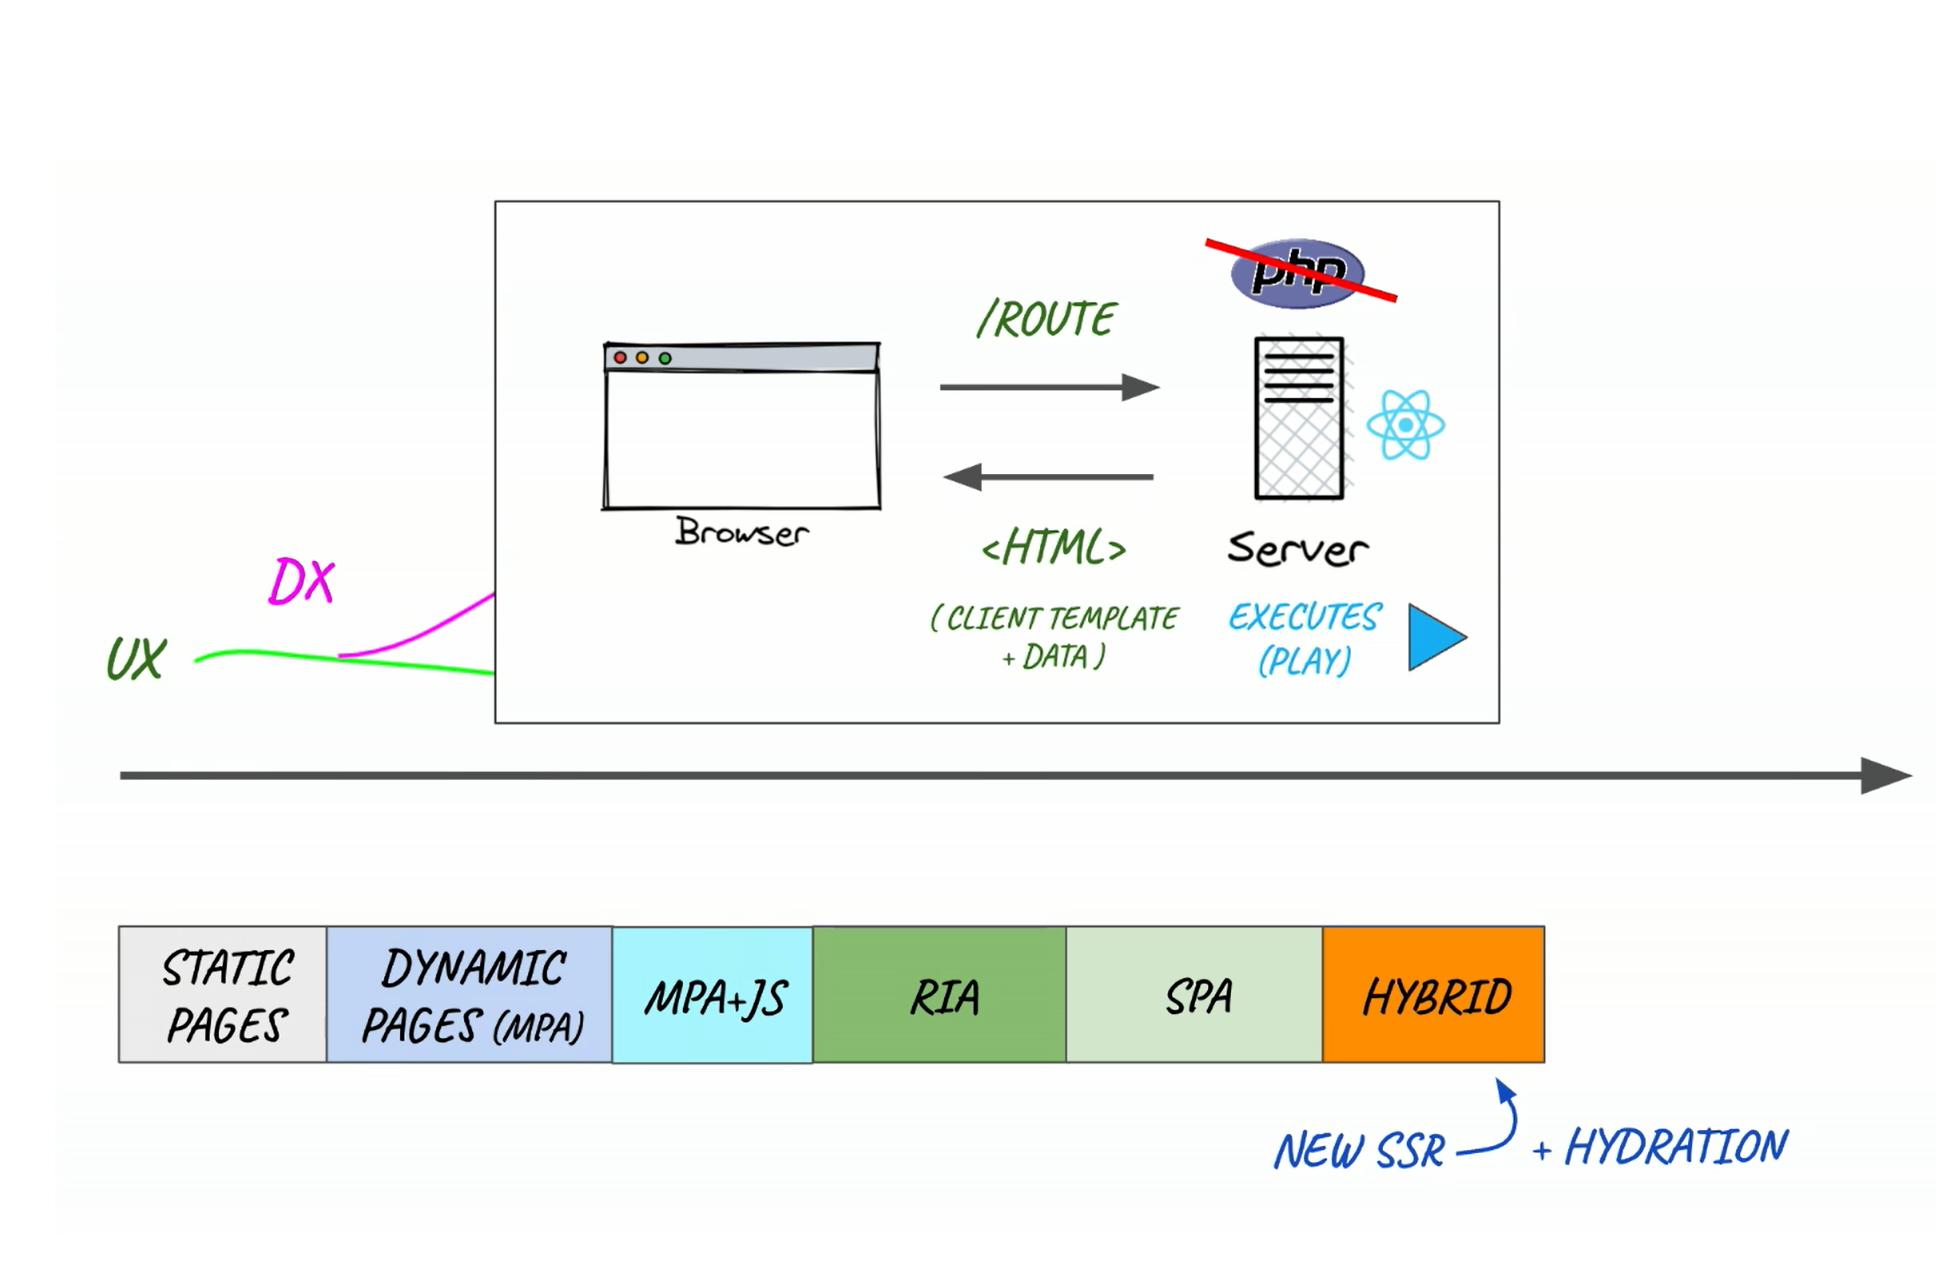 php
/ROUTE
Browser
<HTML>
Server
( CLIENT TEMPLATE
+ DATA )
EXECUTES
(PLAY)
DX
UX
STATIC
PAGES
DYNAMIC
PAGES (MPA)
MPA+JS
RIA
SPA
HYBRID
NEW SSR
+ HYDRATION